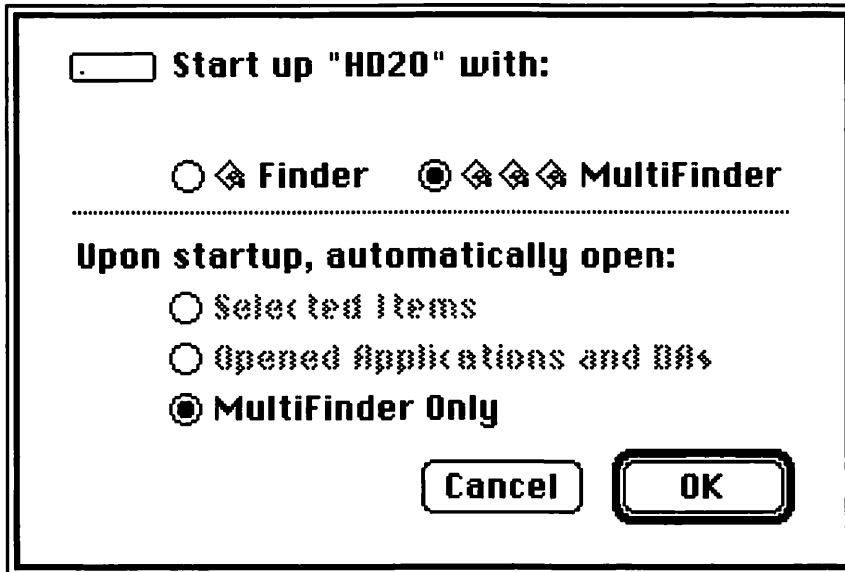 Start up "HD20" with:
Finder MultiFinder
Upon startup, automatically open:
Selected Items
Opened Applications and DAs
MultiFinder Only
Cancel OK